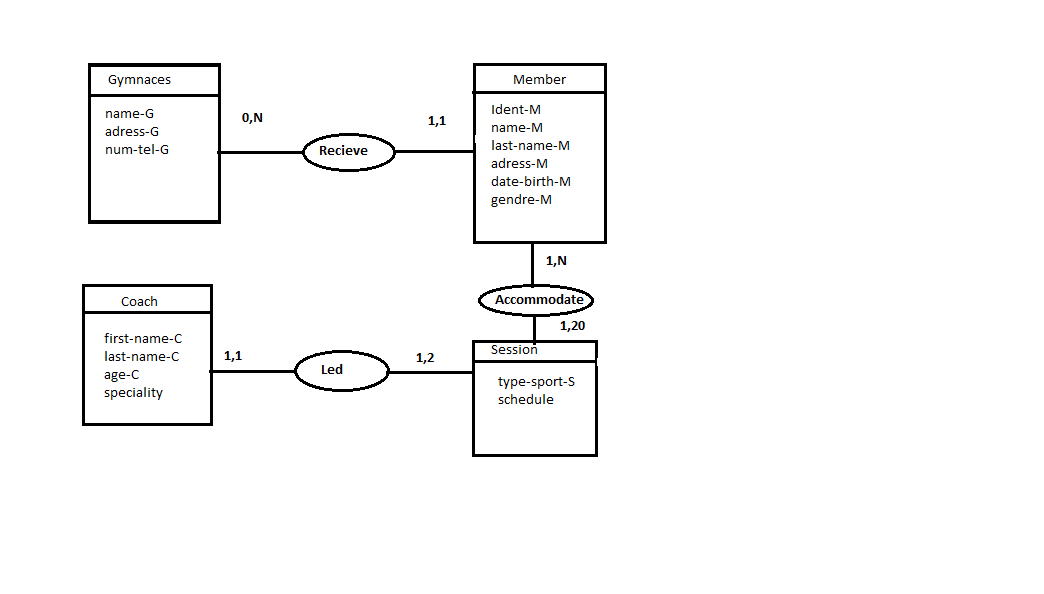 Gymnaces
name-G
adress-G
num-tel-G
0,N
Recieve
1,1
Member
Ident-M
name-M
last-name-M
adress-M
date-birth-M
gendre-M
1,N
Accommodate
1,20
Coach
first-name-C
last-name-C
age-C
speciality
1,1
Led
1,2
Session
type-sport-S
schedule